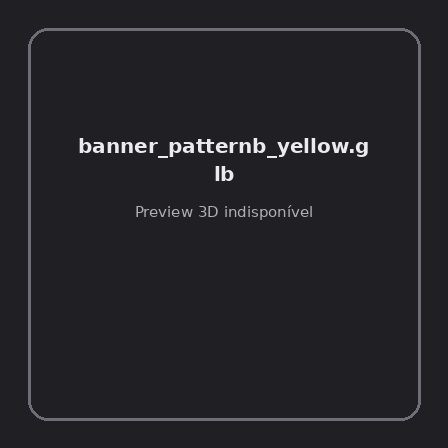 banner_patternb_yellow.g
lb
Preview 3D indisponível